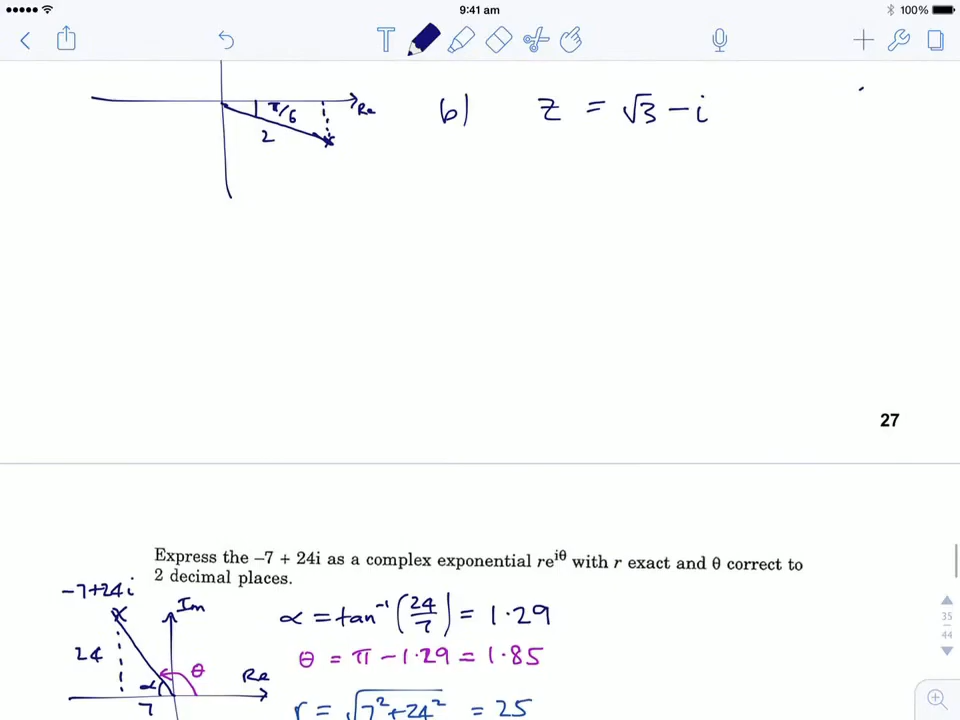 9:41 am
100%
T
Re
π/6
2
b) z = √3 − i
27
Express the –7 + 24i as a complex exponential re^{iθ} with r exact and θ correct to
2 decimal places.
−7+24i
Im
α = tan⁻¹ (24/7) = 1·29
24
θ = π − 1·29 = 1·85
θ
Re
α
7
r = √(7² + 24²) = 25
35
44